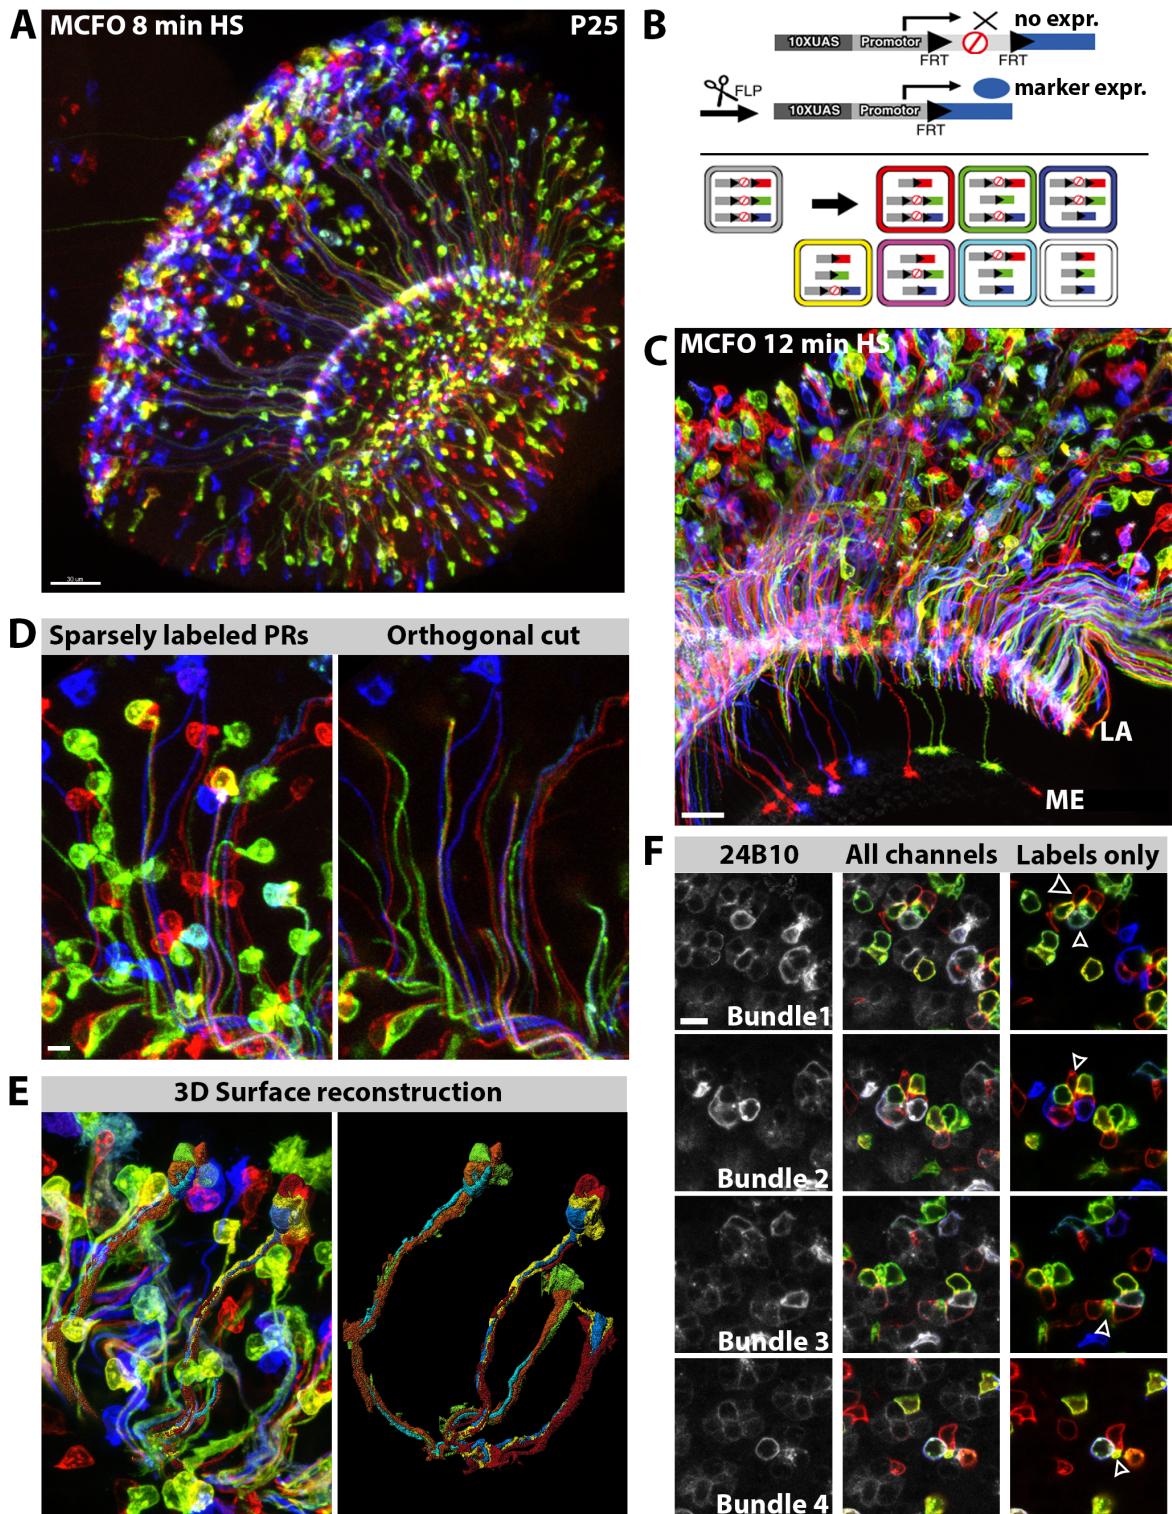 A
MCFO 8 min HS
P25
30 um
B
no expr.
10XUAS
Promotor
FRT
FRT
FLP
marker expr.
10XUAS
Promotor
FRT
C
MCFO 12 min HS
LA
ME
D
Sparsely labeled PRs
Orthogonal cut
E
3D Surface reconstruction
F
24B10
All channels
Labels only
Bundle1
Bundle 2
Bundle 3
Bundle 4